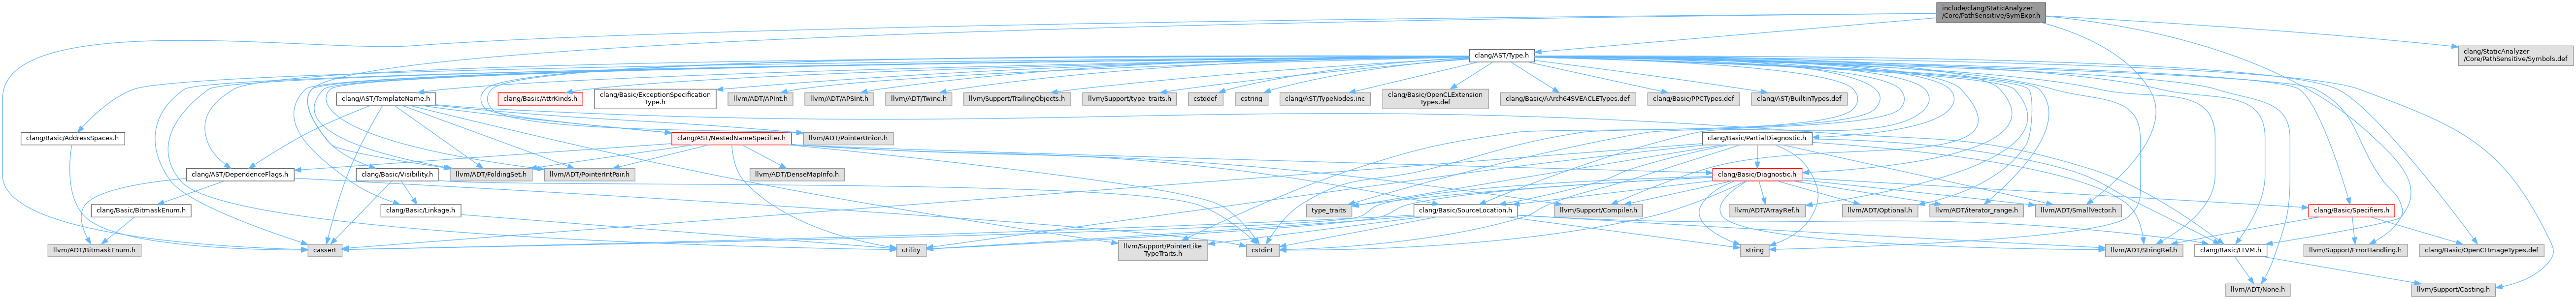 include/clang/StaticAnalyzer
/Core/PathSensitive/SymExpr.h
clang/AST/Type.h
clang/StaticAnalyzer
/Core/PathSensitive/Symbols.def
clang/AST/TemplateName.h
clang/Basic/AttrKinds.h
clang/Basic/ExceptionSpecification
Type.h
llvm/ADT/APInt.h
llvm/ADT/APSInt.h
llvm/ADT/Twine.h
llvm/Support/TrailingObjects.h
llvm/Support/type_traits.h
cstddef
cstring
clang/AST/TypeNodes.inc
clang/Basic/OpenCLExtension
Types.def
clang/Basic/AArch64SVEACLETypes.def
clang/Basic/PPCTypes.def
clang/AST/BuiltinTypes.def
clang/Basic/AddressSpaces.h
clang/AST/NestedNameSpecifier.h
llvm/ADT/PointerUnion.h
clang/Basic/PartialDiagnostic.h
clang/AST/DependenceFlags.h
clang/Basic/Visibility.h
llvm/ADT/FoldingSet.h
llvm/ADT/PointerIntPair.h
llvm/ADT/DenseMapInfo.h
clang/Basic/Diagnostic.h
clang/Basic/BitmaskEnum.h
clang/Basic/Linkage.h
type_traits
clang/Basic/SourceLocation.h
llvm/Support/Compiler.h
llvm/ADT/ArrayRef.h
llvm/ADT/Optional.h
llvm/ADT/iterator_range.h
llvm/ADT/SmallVector.h
clang/Basic/Specifiers.h
llvm/ADT/BitmaskEnum.h
cassert
utility
llvm/Support/PointerLike
TypeTraits.h
cstdint
string
llvm/ADT/StringRef.h
clang/Basic/LLVM.h
llvm/Support/ErrorHandling.h
clang/Basic/OpenCLImageTypes.def
llvm/ADT/None.h
llvm/Support/Casting.h